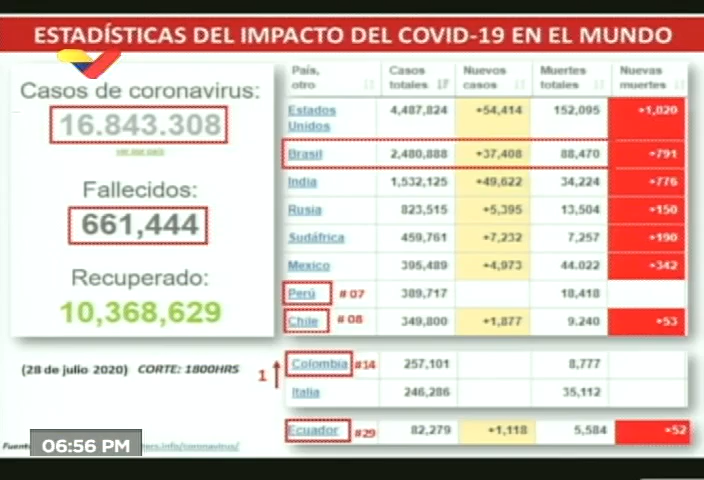 ESTADÍSTICAS DEL IMPACTO DEL COVID-19 EN EL MUNDO
Casos de coronavirus:
16.843.308
ver por país
Fallecidos:
661,444
Recuperado:
10,368,629
(28 de julio 2020) CORTE: 1800HRS
País, otro Casos totales Nuevos casos Muertes totales Nuevas muertes
Estados Unidos 4,487,824 +54,414 152,095 +1,020
Brasil 2,480,888 +37,408 88,470 +791
India 1,532,125 +49,622 34,224 +776
Rusia 823,515 +5,395 13,504 +150
Sudáfrica 459,761 +7,232 7,257 +190
Mexico 395,489 +4,973 44.022 +342
Perú # 07 389,717 18,418
Chile # 08 349,800 +1,877 9.240 +53
1 Colombia #14 257,101 8,777
Italia 246,286 35,112
Ecuador #29 82,279 +1,118 5,584 +52
06:56 PM